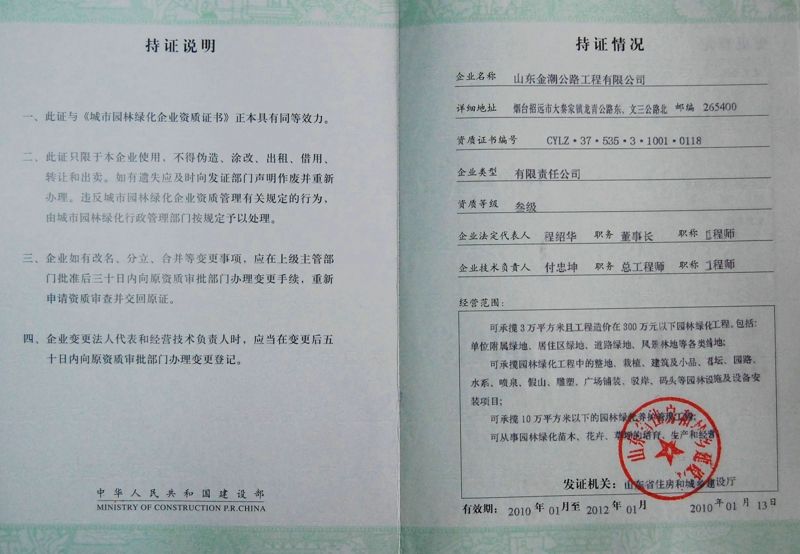 持证说明
一、此证与《城市园林绿化企业资质证书》正本具有同等效力。
二、此证只限于本企业使用，不得伪造、涂改、出租、借用、
转让和出卖。如有遗失应及时向发证部门声明作废并重新
办理。违反城市园林绿化企业资质管理有关规定的行为，
由城市园林绿化行政管理部门按规定予以处理。
三、企业如有改名、分立、合并等变更事项，应在上级主管部
门批准后三十日内向原资质审批部门办理变更手续，重新
申请资质审查并交回原证。
四、企业变更法人代表和经营技术负责人时，应当在变更后五
十日内向原资质审批部门办理变更登记。
中华人民共和国建设部
MINISTRY OF CONSTRUCTION P.R.CHINA
持证情况
企业名称 山东金潮公路工程有限公司
详细地址 烟台招远市大秦家镇龙青公路东、文三公路北 邮编 265400
资质证书编号 CYLZ·37·535·3·1001·0118
企业类型 有限责任公司
资质等级 叁级
企业法定代表人 程绍华 职务 董事长 职称 工程师
企业技术负责人 付忠坤 职务 总工程师 职称 工程师
经营范围：
可承揽3万平方米且工程造价在300万元以下园林绿化工程。包括：
单位附属绿地、居住区绿地、道路绿地、风景林地等各类绿地；
可承揽园林绿化工程中的整地、栽植、建筑及小品、花坛、园路、
水系、喷泉、假山、雕塑、广场铺装、驳岸、码头等园林设施及设备安
装项目；
可承揽10万平方米以下的园林绿化养护管理工程；
可从事园林绿化苗木、花卉、草坪的培育、生产和经营
发证机关：山东省住房和城乡建设厅
有效期： 2010 年 01月至 2012 年 01月 2010 年 01月 13日